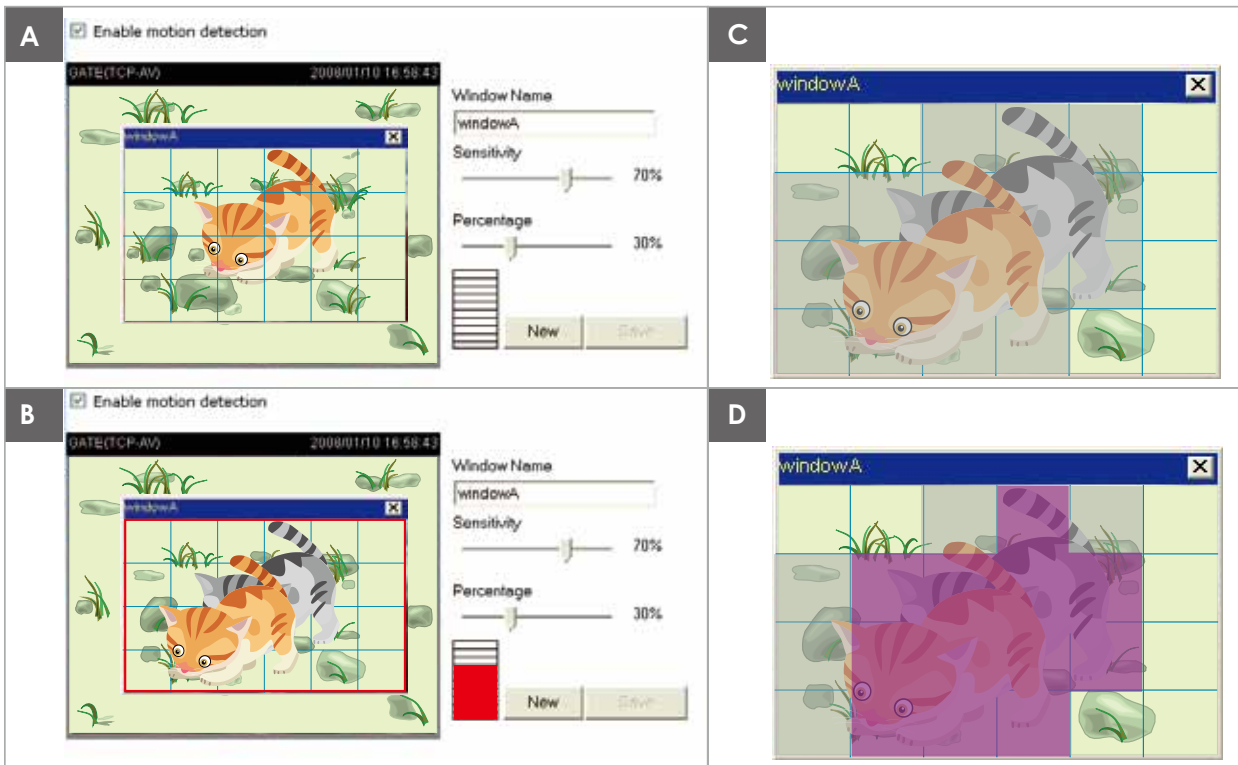 A
Enable motion detection
GATE(TCP-AV) 2008/01/10 16:58:43
windowA
Window Name
windowA
Sensitivity
70%
Percentage
30%
New Save
B
Enable motion detection
GATE(TCP-AV) 2008/01/10 16:58:43
windowA
Window Name
windowA
Sensitivity
70%
Percentage
30%
New Save
C
windowA
D
windowA